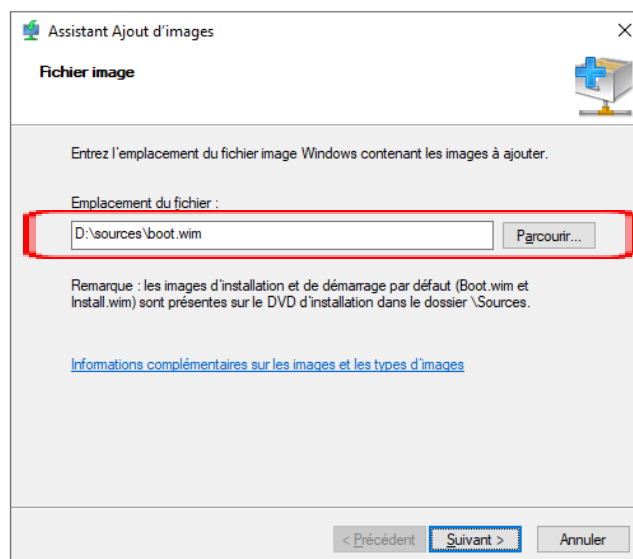 Assistant Ajout d'images
Fichier image
Entrez l'emplacement du fichier image Windows contenant les images à ajouter.
Emplacement du fichier :
D:\sources\boot.wim
Parcourir...
Remarque : les images d'installation et de démarrage par défaut (Boot.wim et
Install.wim) sont présentes sur le DVD d'installation dans le dossier \Sources.
Informations complémentaires sur les images et les types d'images
< Précédent
Suivant >
Annuler